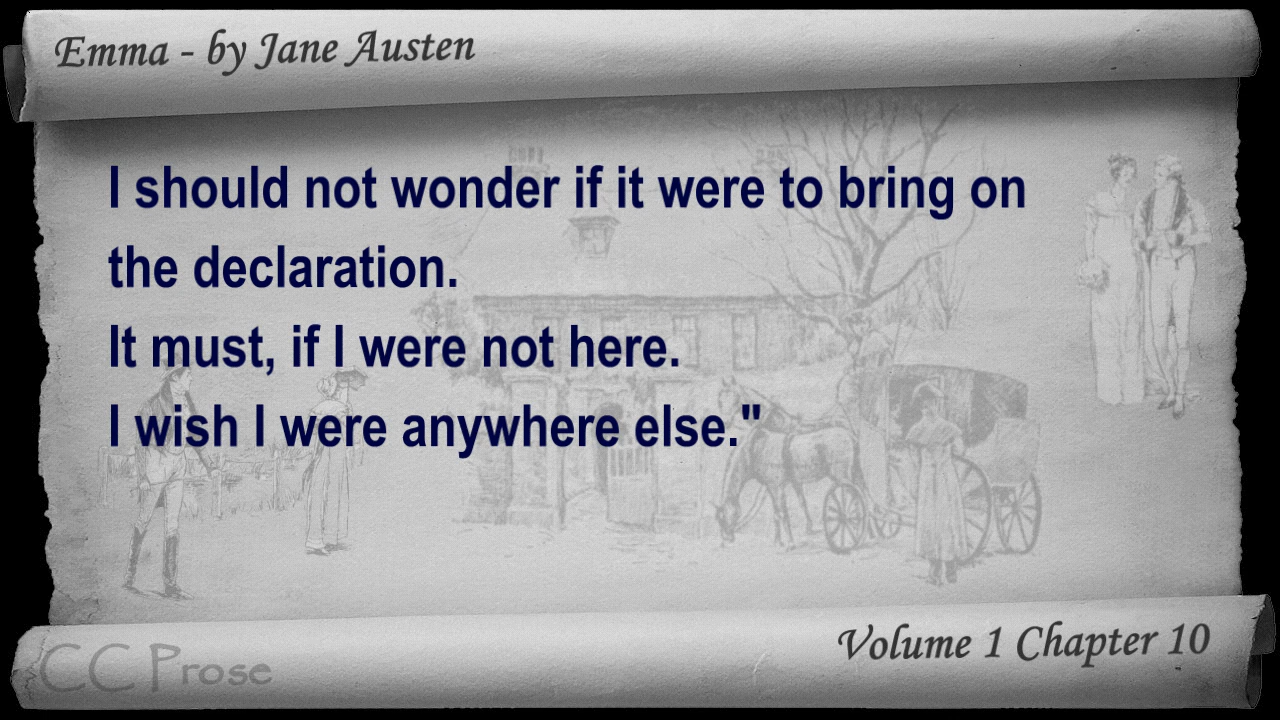 Emma - by Jane Austen
I should not wonder if it were to bring on
the declaration.
It must, if I were not here.
I wish I were anywhere else."
Volume 1 Chapter 10
CC Prose